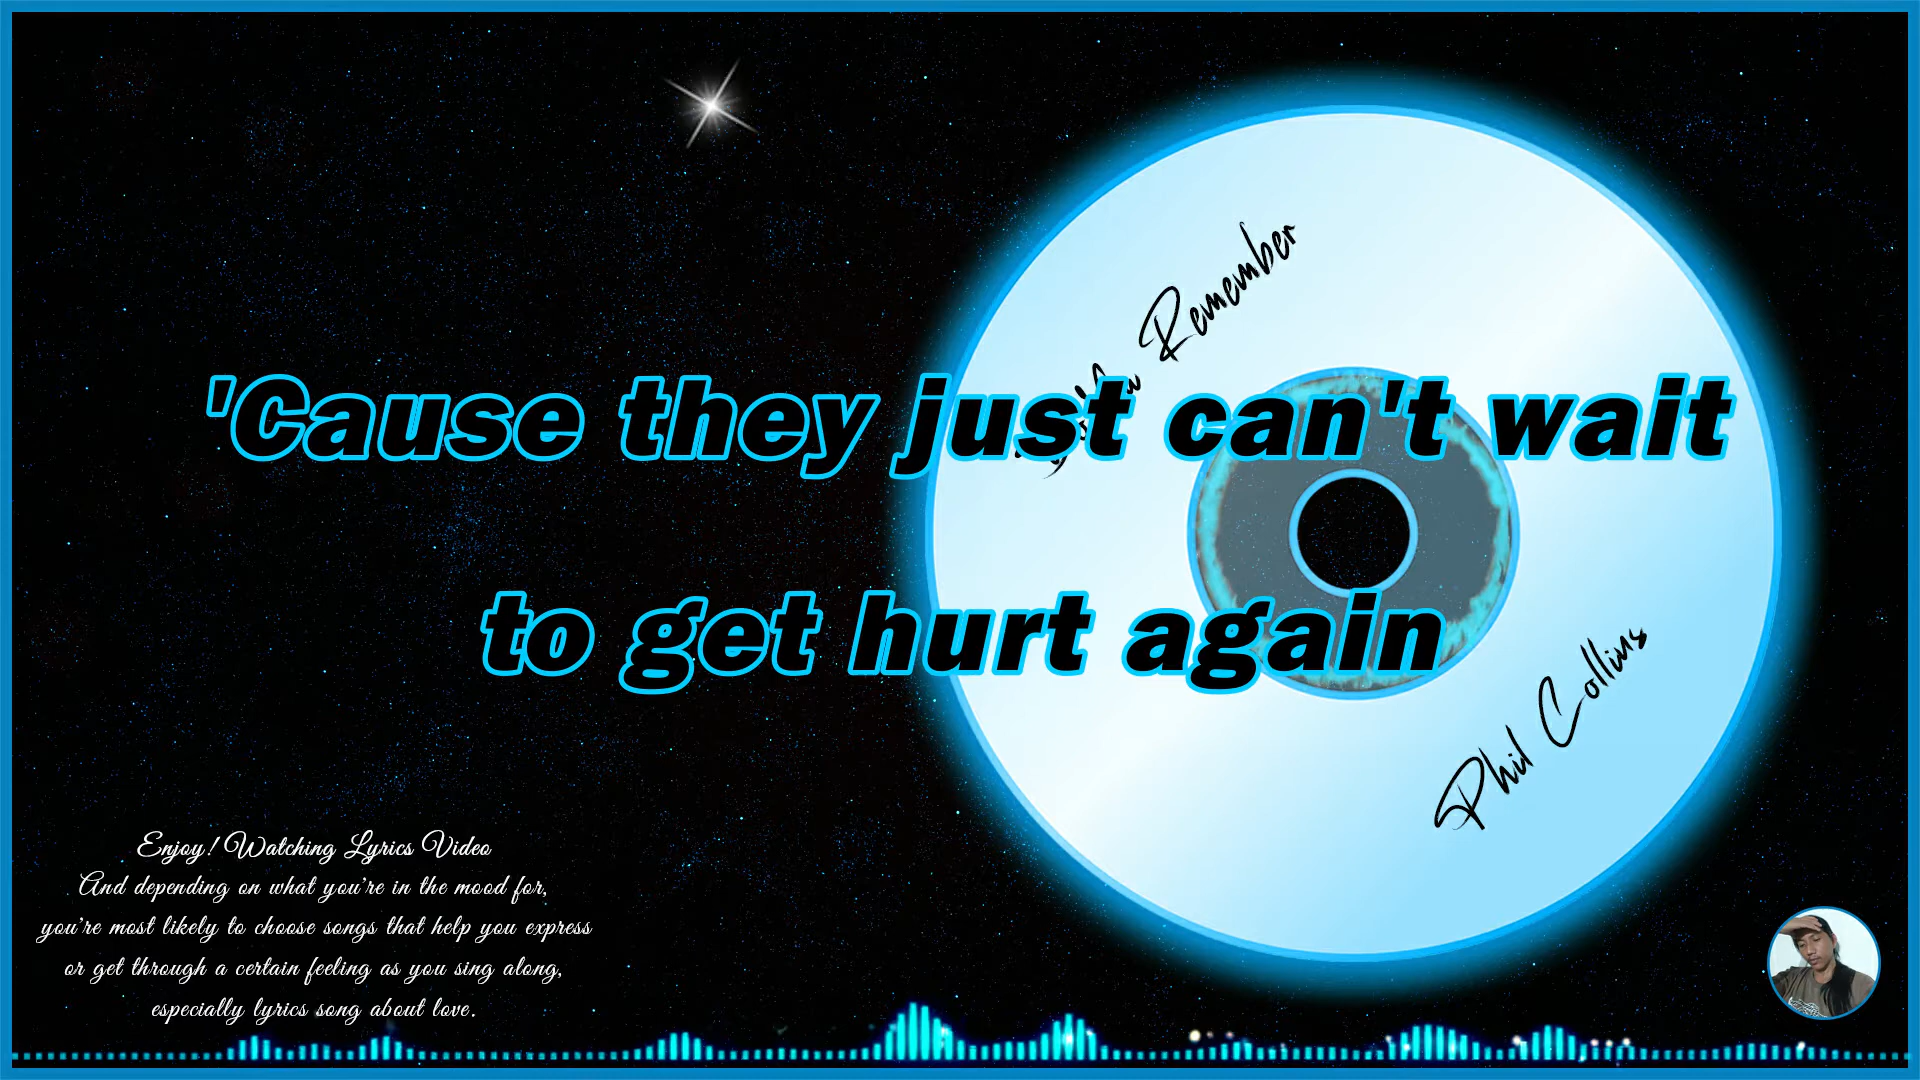 Remember
'Cause they just can't wait
to get hurt again
Phil Collins
Enjoy! Watching Lyrics Video
And depending on what you're in the mood for,
you're most likely to choose songs that help you express
or get through a certain feeling as you sing along,
especially lyrics song about love.